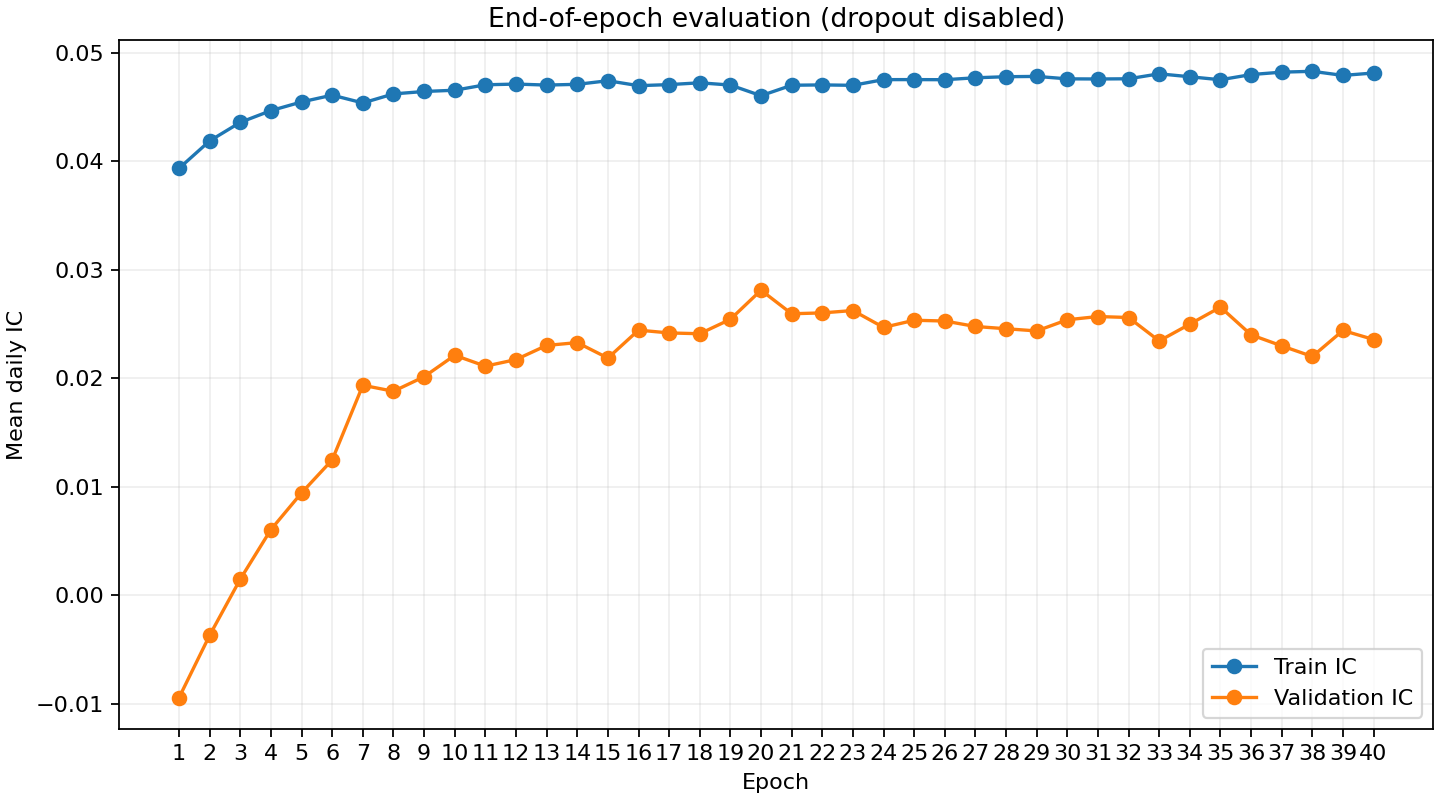 End-of-epoch evaluation (dropout disabled)
Mean daily IC
0.05
0.04
0.03
0.02
0.01
0.00
−0.01
Train IC
Validation IC
1 2 3 4 5 6 7 8 9 10 11 12 13 14 15 16 17 18 19 20 21 22 23 24 25 26 27 28 29 30 31 32 33 34 35 36 37 38 39 40
Epoch